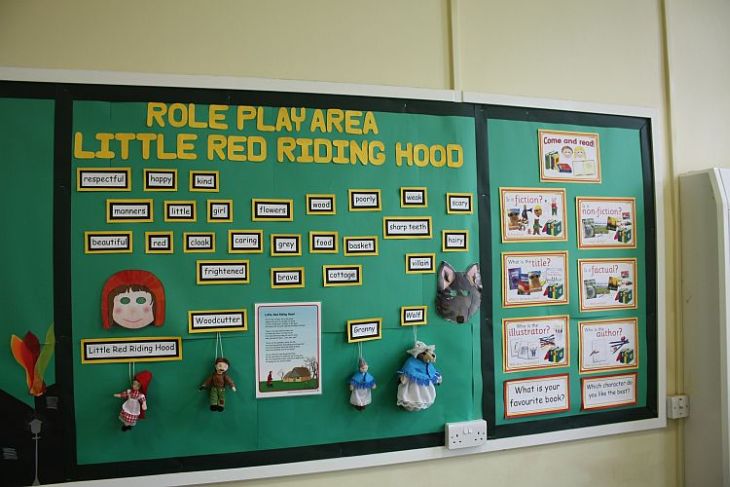 ROLE PLAY AREA
LITTLE RED RIDING HOOD
respectful
happy
kind
manners
little
girl
flowers
wood
poorly
weak
scary
sharp teeth
beautiful
red
cloak
caring
grey
food
basket
hairy
frightened
brave
cottage
villain
Woodcutter
Little Red Riding Hood
Granny
Wolf
Little Red Riding Hood
Come and read!
Is it
fiction?
Is it
non-fiction?
What is the
title?
Is it
factual?
Who is the
illustrator?
Who is the
author?
What is your
favourite book?
Which character
do you like the best?